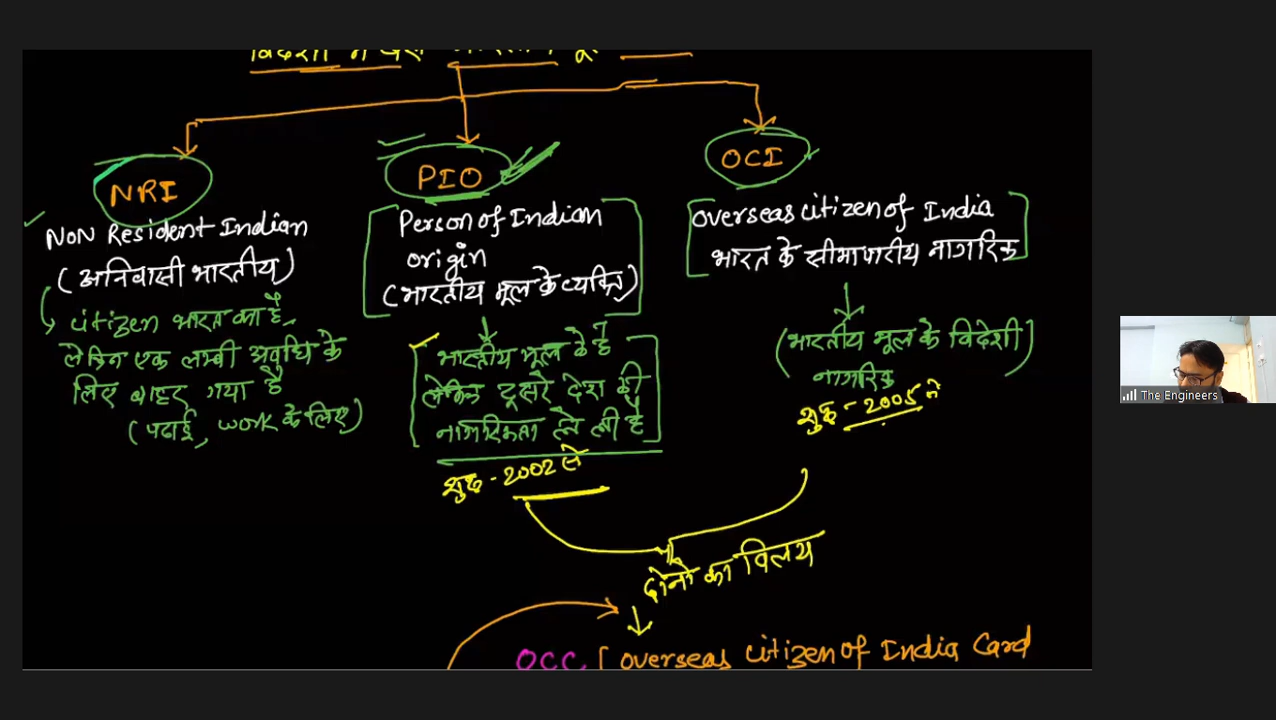 NRI
NON Resident Indian
(अनिवासी भारतीय)
citizen भारत का है,
लेकिन एक लम्बी अवधि के
लिए बाहर गया है
(पढाई, work के लिए)
PIO
Person of Indian
origin
(भारतीय मूल के व्यक्ति)
भारतीय मूल के है
लेकिन दूसरे देश की
नागरिकता ले ली है
शुरू - 2002 से
OCI
overseas citizen of India
भारत के सीमापारीय नागरिक
(भारतीय मूल के विदेशी
नागरिक)
शुरू - 2005 से
दोनो का विलय
OCC [overseas citizen of India Card
The Engineers